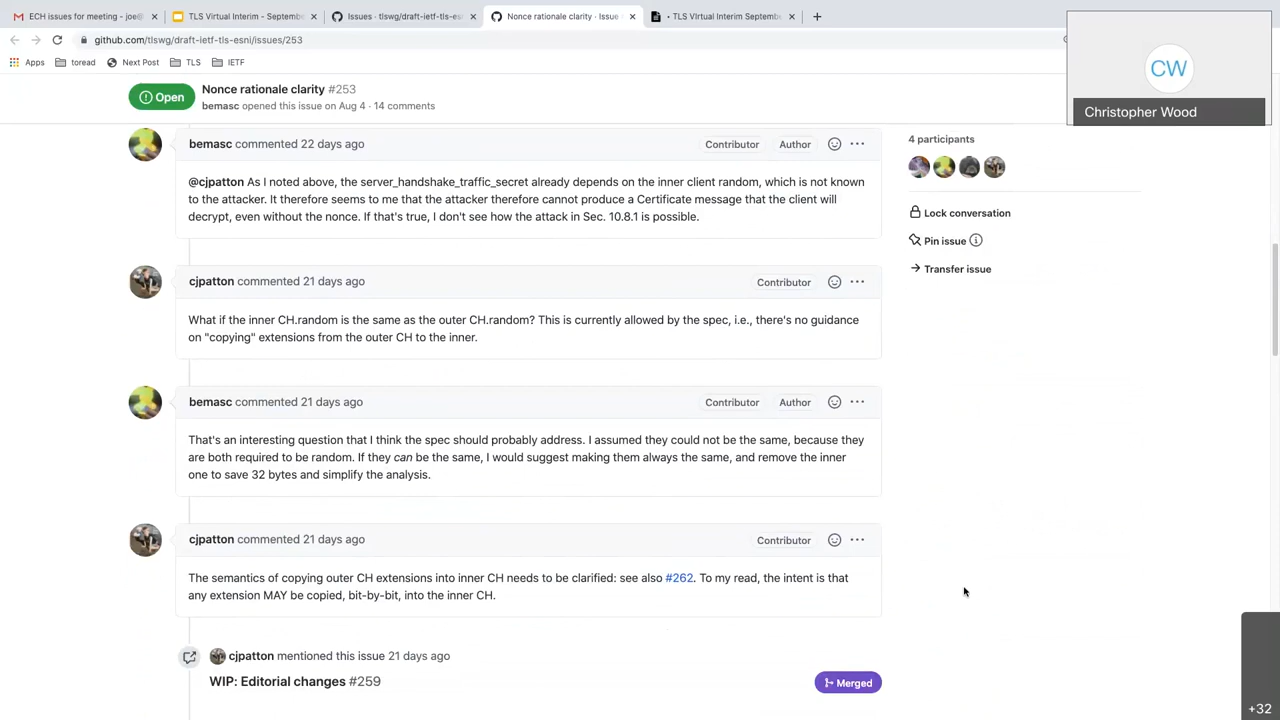 ECH issues for meeting - joe@
TLS Virtual Interim - Septembe
Issues · tlswg/draft-ietf-tls-es
Nonce rationale clarity · Issue
• TLS VIrtual Interim Septemb
github.com/tlswg/draft-ietf-tls-esni/issues/253
Apps
toread
Next Post
TLS
IETF
CW
Christopher Wood
Open
Nonce rationale clarity #253
bemasc opened this issue on Aug 4 · 14 comments
bemasc commented 22 days ago
Contributor
Author
@cjpatton As I noted above, the server_handshake_traffic_secret already depends on the inner client random, which is not known
to the attacker. It therefore seems to me that the attacker therefore cannot produce a Certificate message that the client will
decrypt, even without the nonce. If that's true, I don't see how the attack in Sec. 10.8.1 is possible.
4 participants
Lock conversation
Pin issue
Transfer issue
cjpatton commented 21 days ago
Contributor
What if the inner CH.random is the same as the outer CH.random? This is currently allowed by the spec, i.e., there's no guidance
on "copying" extensions from the outer CH to the inner.
bemasc commented 21 days ago
Contributor
Author
That's an interesting question that I think the spec should probably address. I assumed they could not be the same, because they
are both required to be random. If they can be the same, I would suggest making them always the same, and remove the inner
one to save 32 bytes and simplify the analysis.
cjpatton commented 21 days ago
Contributor
The semantics of copying outer CH extensions into inner CH needs to be clarified: see also #262. To my read, the intent is that
any extension MAY be copied, bit-by-bit, into the inner CH.
cjpatton mentioned this issue 21 days ago
WIP: Editorial changes #259
Merged
+32